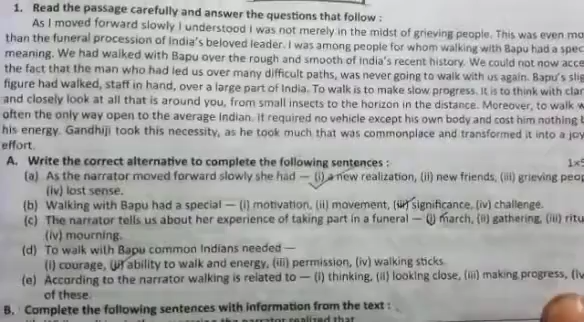 1. Read the passage carefully and answer the questions that follow :
As I moved forward slowly I understood I was not merely in the midst of grieving people. This was even mo
than the funeral procession of India's beloved leader. I was among people for whom walking with Bapu had a spec
meaning. We had walked with Bapu over the rough and smooth of India's recent history. We could not now acce
the fact that the man who had led us over many difficult paths, was never going to walk with us again. Bapu's slig
figure had walked, staff in hand, over a large part of India. To walk is to make slow progress. It is to think with clar
and closely look at all that is around you, from small insects to the horizon in the distance. Moreover, to walk w
often the only way open to the average Indian. It required no vehicle except his own body and cost him nothing b
his energy. Gandhiji took this necessity, as he took much that was commonplace and transformed it into a joy
effort.
A. Write the correct alternative to complete the following sentences : 1×5
(a) As the narrator moved forward slowly she had — (i) a new realization, (ii) new friends, (iii) grieving peop
(iv) lost sense.
(b) Walking with Bapu had a special — (i) motivation, (ii) movement, (iii) significance, (iv) challenge.
(c) The narrator tells us about her experience of taking part in a funeral — (i) march, (ii) gathering, (iii) ritu
(iv) mourning.
(d) To walk with Bapu common Indians needed —
(i) courage, (ii) ability to walk and energy, (iii) permission, (iv) walking sticks.
(e) According to the narrator walking is related to — (i) thinking, (ii) looking close, (iii) making progress, (iv
of these.
B. Complete the following sentences with information from the text :
narrator realized that